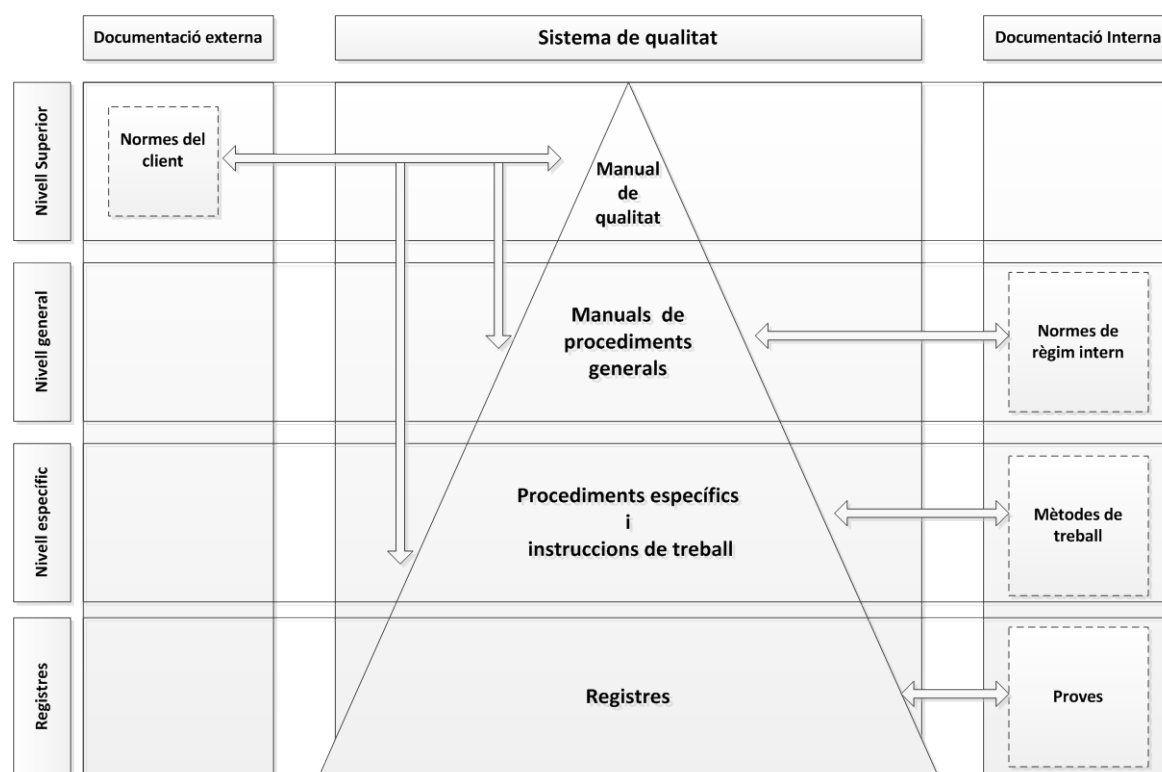 Documentació externa
Sistema de qualitat
Documentació Interna
Nivell Superior
Normes del
client
Manual
de
qualitat
Nivell general
Manuals de
procediments
generals
Normes de
règim intern
Nivell específic
Procediments específics
i
instruccions de treball
Mètodes de
treball
Registres
Registres
Proves